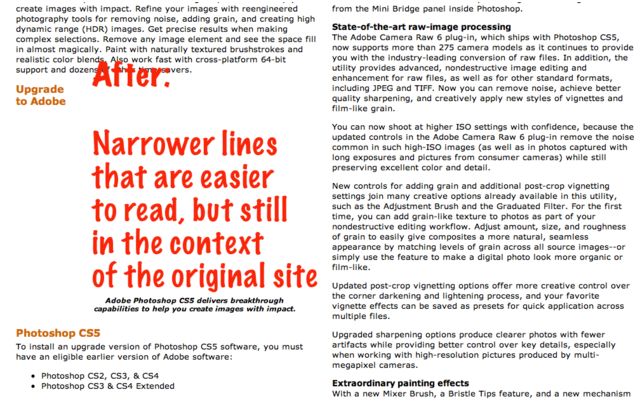 create images with impact. Refine your images with reengineered
photography tools for removing noise, adding grain, and creating high
dynamic range (HDR) images. Get precise results when making
complex selections. Remove any image element and see the space fill
in almost magically. Paint with naturally textured brushstrokes and
realistic color blends. Also work fast with cross-platform 64-bit
support and dozens of other time-savers.
After.
Upgrade
to Adobe
Narrower lines
that are easier
to read, but still
in the context
of the original site
Adobe Photoshop CS5 delivers breakthrough
capabilities to help you create images with impact.
Photoshop CS5
To install an upgrade version of Photoshop CS5 software, you must
have an eligible earlier version of Adobe software:
• Photoshop CS2, CS3, & CS4
• Photoshop CS3 & CS4 Extended
from the Mini Bridge panel inside Photoshop.
State-of-the-art raw-image processing
The Adobe Camera Raw 6 plug-in, which ships with Photoshop CS5,
now supports more than 275 camera models as it continues to provide
you with the industry-leading conversion of raw files. In addition, the
utility provides advanced, nondestructive image editing and
enhancement for raw files, as well as for other standard formats,
including JPEG and TIFF. Now you can remove noise, achieve better
quality sharpening, and creatively apply new styles of vignettes and
film-like grain.
You can now shoot at higher ISO settings with confidence, because the
updated controls in the Adobe Camera Raw 6 plug-in remove the noise
common in such high-ISO images (as well as in photos captured with
long exposures and pictures from consumer cameras) while still
preserving excellent color and detail.
New controls for adding grain and additional post-crop vignetting
settings join many creative options already available in this utility,
such as the Adjustment Brush and the Graduated Filter. For the first
time, you can add grain-like texture to photos as part of your
nondestructive editing workflow. Adjust amount, size, and roughness
of grain to easily give composites a more natural, seamless
appearance by matching levels of grain across all source images--or
simply use the feature to make a digital photo look more organic or
film-like.
Updated post-crop vignetting options offer more creative control over
the corner darkening and lightening process, and your favorite
vignette effects can be saved as presets for quick application across
multiple files.
Upgraded sharpening options produce clearer photos with fewer
artifacts while providing better control over key details, especially
when working with high-resolution pictures produced by multi-
megapixel cameras.
Extraordinary painting effects
With a new Mixer Brush, a Bristle Tips feature, and a new mechanism